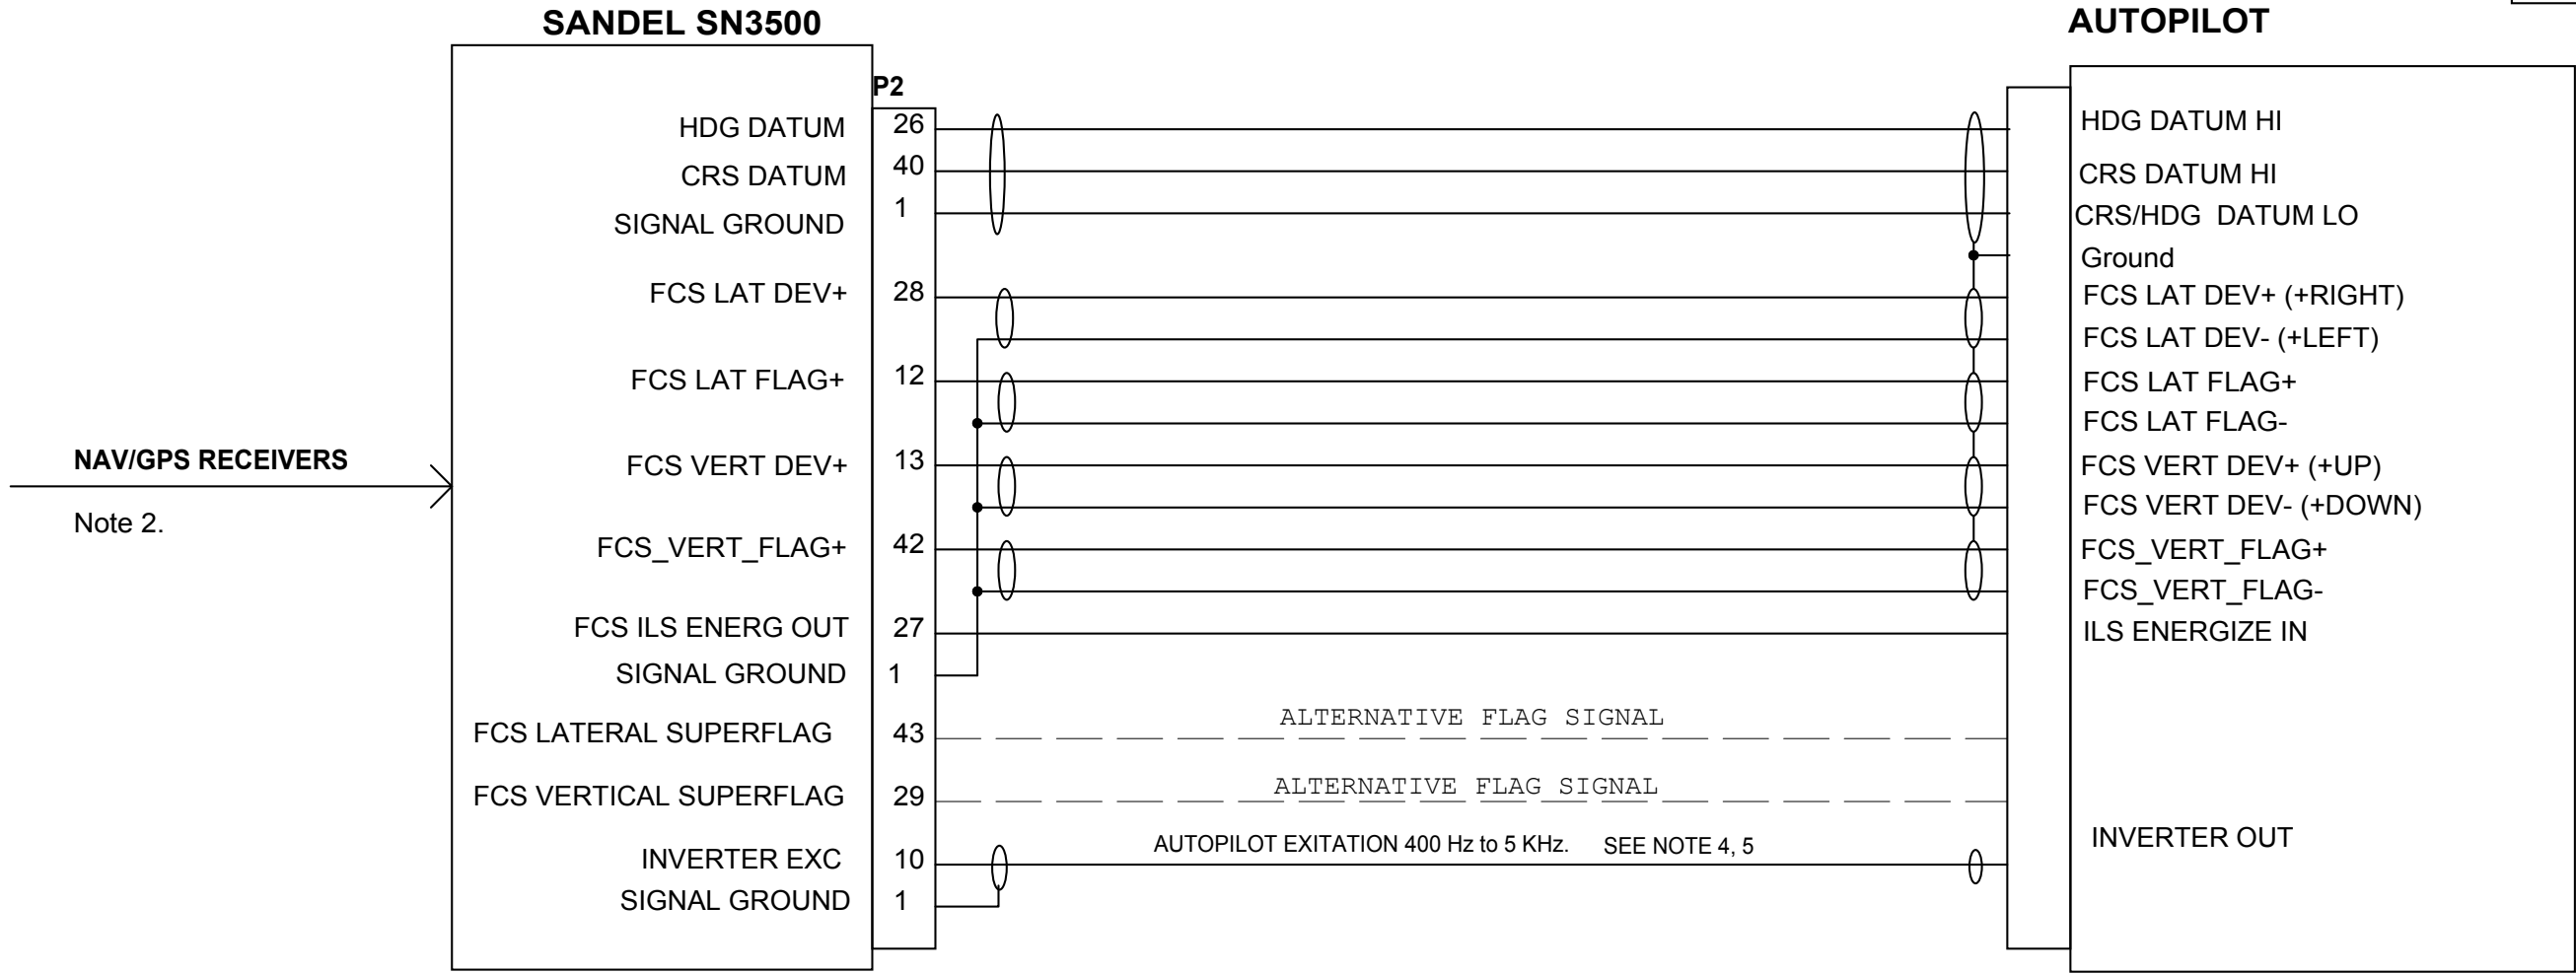 SANDEL SN3500
AUTOPILOT
P2
HDG DATUM 26 HDG DATUM HI
CRS DATUM 40 CRS DATUM HI
SIGNAL GROUND 1 CRS/HDG DATUM LO
Ground
FCS LAT DEV+ 28 FCS LAT DEV+ (+RIGHT)
FCS LAT DEV- (+LEFT)
FCS LAT FLAG+ 12 FCS LAT FLAG+
FCS LAT FLAG-
NAV/GPS RECEIVERS
Note 2.
FCS VERT DEV+ 13 FCS VERT DEV+ (+UP)
FCS VERT DEV- (+DOWN)
FCS_VERT_FLAG+ 42 FCS_VERT_FLAG+
FCS_VERT_FLAG-
FCS ILS ENERG OUT 27 ILS ENERGIZE IN
SIGNAL GROUND 1
FCS LATERAL SUPERFLAG 43 ALTERNATIVE FLAG SIGNAL
FCS VERTICAL SUPERFLAG 29 ALTERNATIVE FLAG SIGNAL
INVERTER EXC 10 AUTOPILOT EXITATION 400 Hz to 5 KHz. SEE NOTE 4, 5 INVERTER OUT
SIGNAL GROUND 1